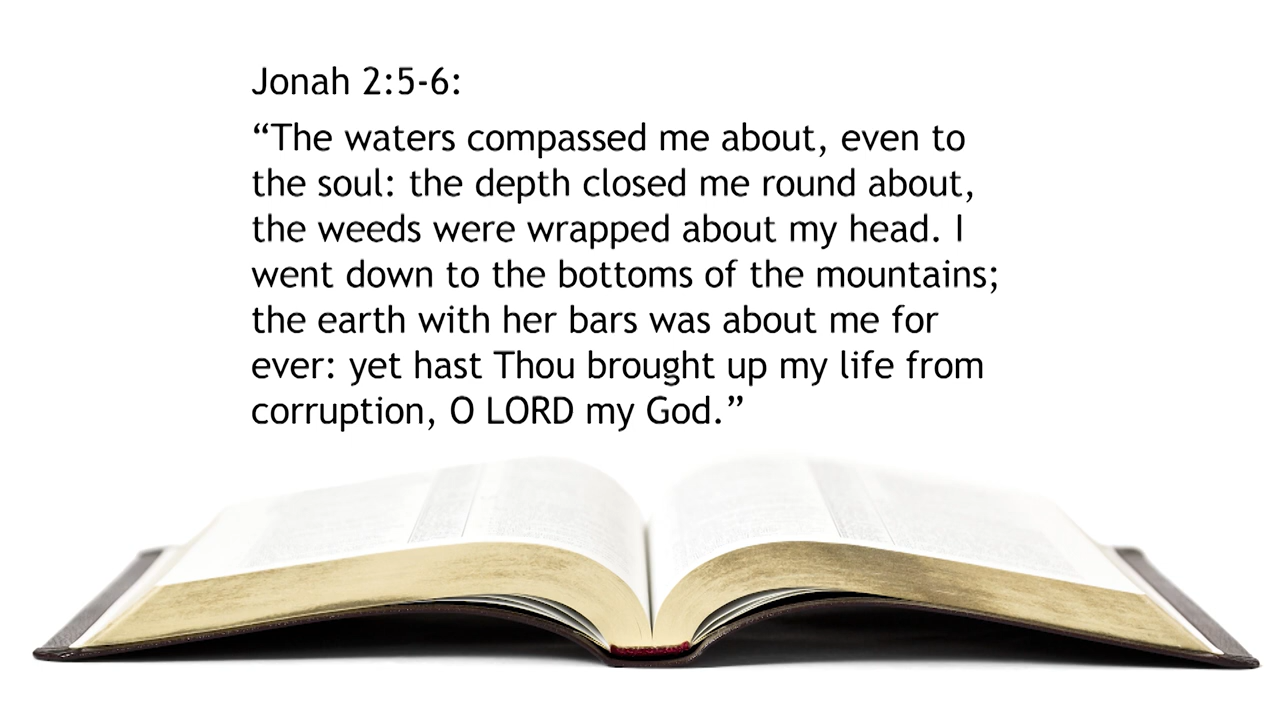 Jonah 2:5-6:
“The waters compassed me about, even to
the soul: the depth closed me round about,
the weeds were wrapped about my head. I
went down to the bottoms of the mountains;
the earth with her bars was about me for
ever: yet hast Thou brought up my life from
corruption, O LORD my God.”